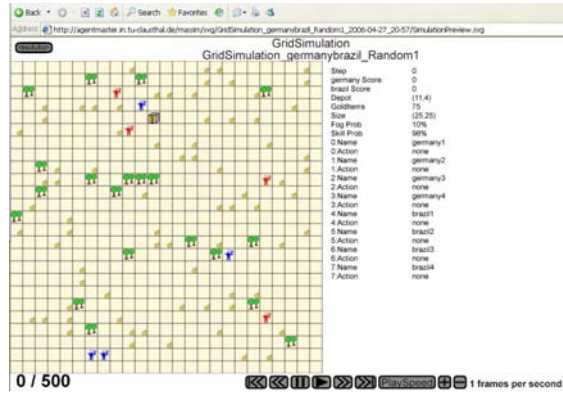 Back Search Favorites
Address http://agentmaster.in.tu-clausthal.de/massim/svg/GridSimulation_germanybrazil_Random1_2006-04-27_20-57/SimulationPreview.svg
GridSimulation
GridSimulation_germanybrazil_Random1
Step 0
germany Score 0
brazil Score 0
Depot (11,4)
GoldItems 75
Size (25,25)
Fog Prob 10%
Skill Prob 98%
0.Name germany1
0.Action none
1.Name germany2
1.Action none
2.Name germany3
2.Action none
3.Name germany4
3.Action none
4.Name brazil1
4.Action none
5.Name brazil2
5.Action none
6.Name brazil3
6.Action none
7.Name brazil4
7.Action none
0 / 500 PlaySpeed 1 frames per second